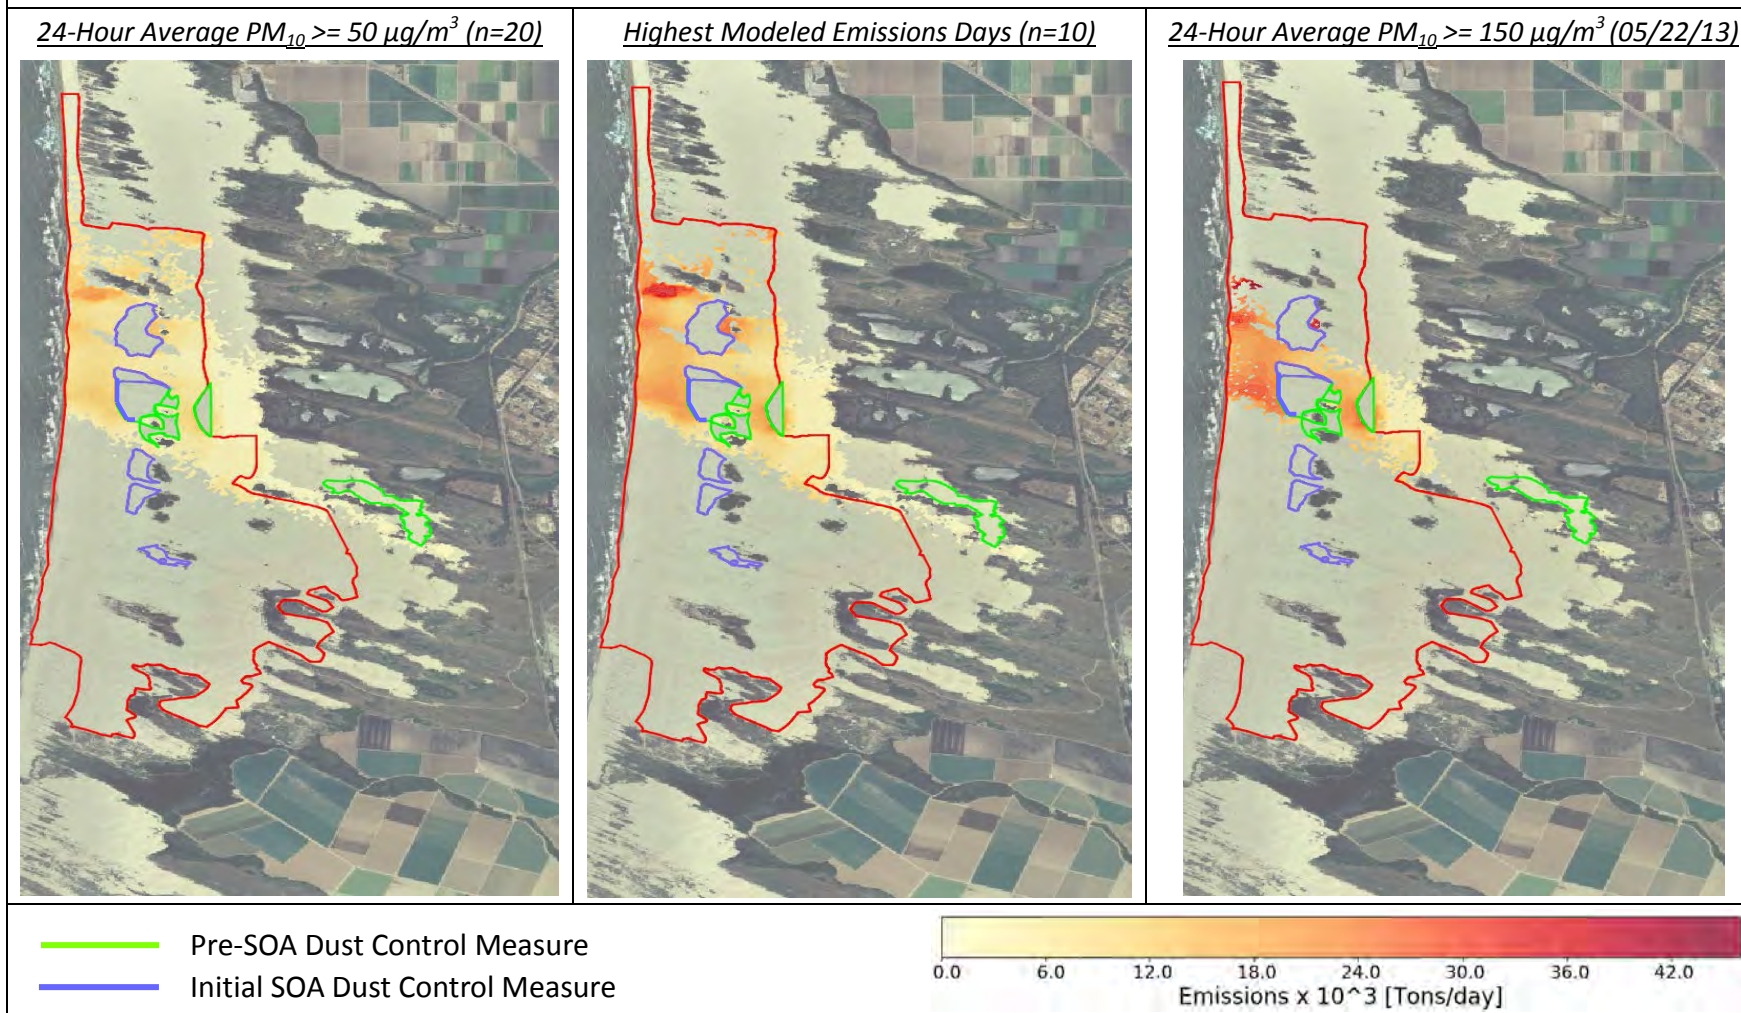 24-Hour Average PM10 >= 50 µg/m³ (n=20)
Highest Modeled Emissions Days (n=10)
24-Hour Average PM10 >= 150 µg/m³ (05/22/13)
Pre-SOA Dust Control Measure
Initial SOA Dust Control Measure
0.0 6.0 12.0 18.0 24.0 30.0 36.0 42.0
Emissions x 10^3 [Tons/day]